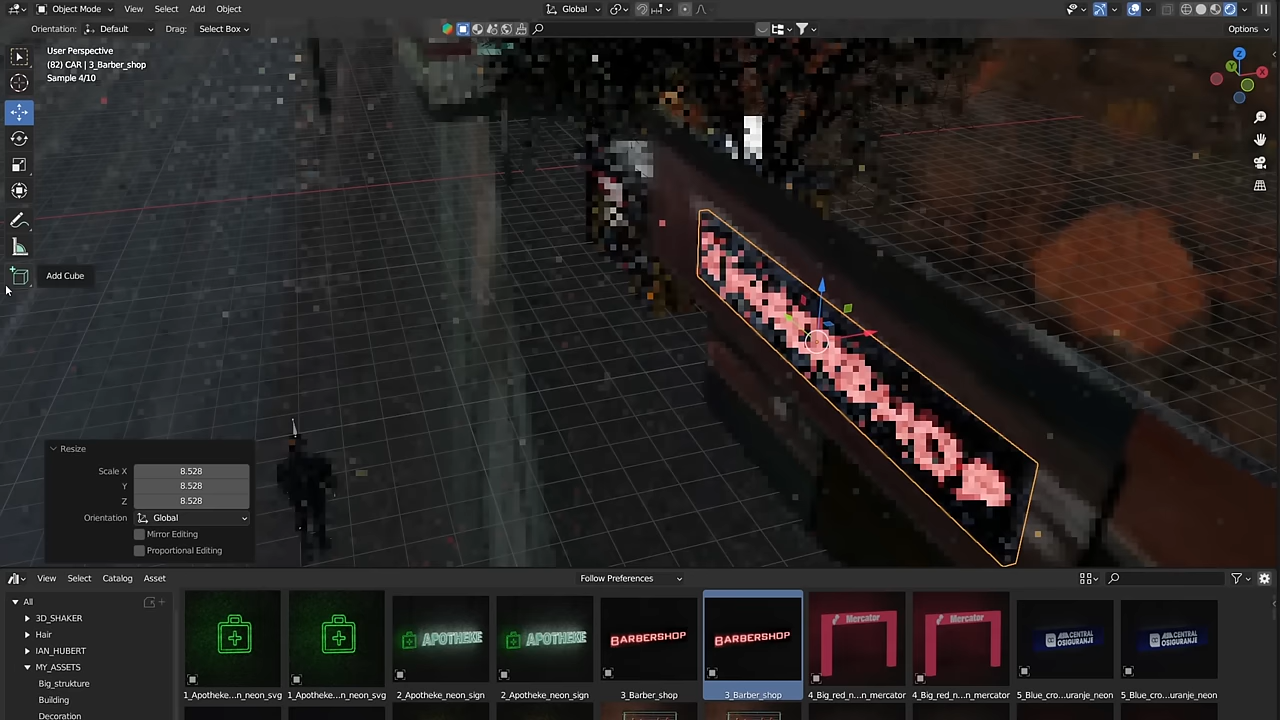 Object Mode View Select Add Object Global
Orientation: Default Drag: Select Box Options
User Perspective
(82) CAR | 3_Barber_shop
Sample 4/10
Z
Y
X
Add Cube
Resize
Scale X 8.528
Y 8.528
Z 8.528
Orientation Global
Mirror Editing
Proportional Editing
View Select Catalog Asset Follow Preferences
All
3D_SHAKER
Hair
IAN_HUBERT
MY_ASSETS
Big_strukture
Building
Decoration
APOTHEKE APOTHEKE BARBERSHOP BARBERSHOP Mercator Mercator CENTRAL OSIGURANJE CENTRAL OSIGURANJE
1_Apotheke...n_neon_svg 1_Apotheke...n_neon_svg 2_Apotheke_neon_sign 2_Apotheke_neon_sign 3_Barber_shop 3_Barber_shop 4_Big_red_n...n_mercator 4_Big_red_n...n_mercator 5_Blue_cro...uranje_neon 5_Blue_cro...uranje_neon